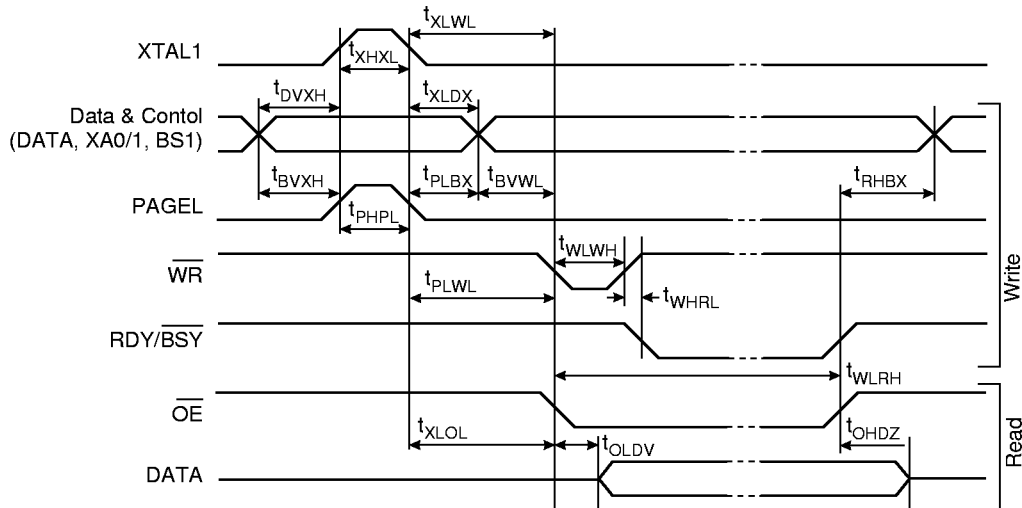 tXLWL
XTAL1
tXHXL
tDVXH
tXLDX
Data & Contol
(DATA, XA0/1, BS1)
tBVXH
tPLBX
tBVWL
tRHBX
PAGEL
tPHPL
tWLWH
WR
tPLWL
tWHRL
Write
RDY/BSY
tWLRH
OE
tXLOL
tOLDV
tOHDZ
Read
DATA